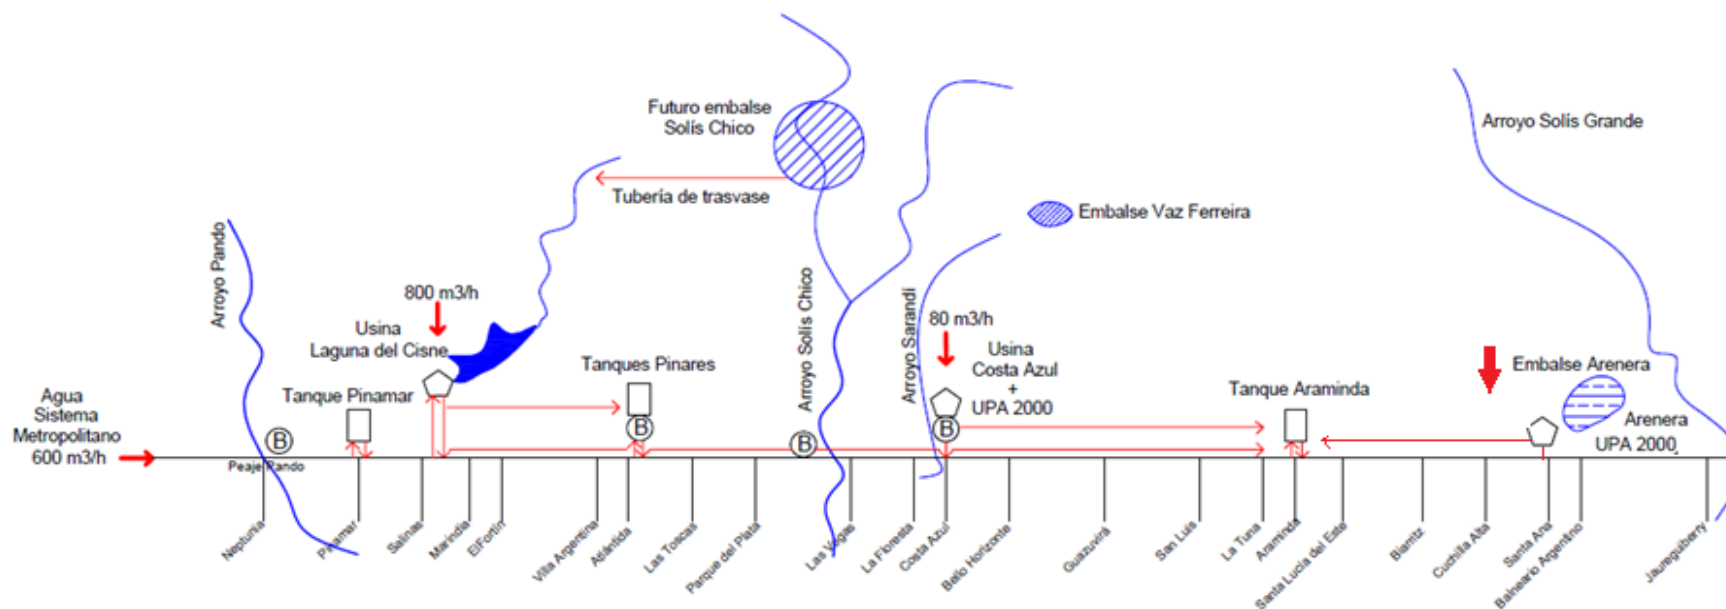 Futuro embalse
Solís Chico
Tubería de trasvase
Arroyo Solís Grande
Embalse Vaz Ferreira
Arroyo Pando
800 m3/h
Usina
Laguna del Cisne
Arroyo Solís Chico
Arroyo Sarandí
80 m3/h
Usina
Costa Azul
+
UPA 2000
Tanques Pinares
Tanque Pinamar
Tanque Araminda
Embalse Arenera
Arenera
UPA 2000
Agua
Sistema
Metropolitano
600 m3/h
B
B
B
B
Peaje Pando
Neptunia
Pinamar
Salinas
Marindia
ElFortín
Villa Argentina
Atlántida
Las Toscas
Parque del Plata
Las Vegas
La Floresta
Costa Azul
Bello Horizonte
Guazuvirá
San Luis
La Tuna
Araminda
Santa Lucía del Este
Biarritz
Cuchilla Alta
Santa Ana
Balneario Argentino
Jaureguiberry